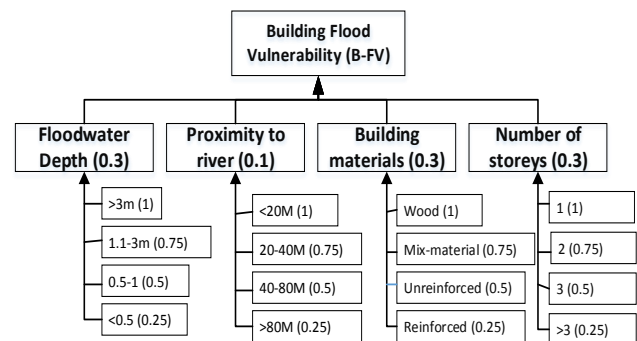 Building Flood
Vulnerability (B-FV)
Floodwater
Depth (0.3)
>3m (1)
1.1-3m (0.75)
0.5-1 (0.5)
<0.5 (0.25)
Proximity to
river (0.1)
<20M (1)
20-40M (0.75)
40-80M (0.5)
>80M (0.25)
Building
materials (0.3)
Wood (1)
Mix-material (0.75)
Unreinforced (0.5)
Reinforced (0.25)
Number of
storeys (0.3)
1 (1)
2 (0.75)
3 (0.5)
>3 (0.25)